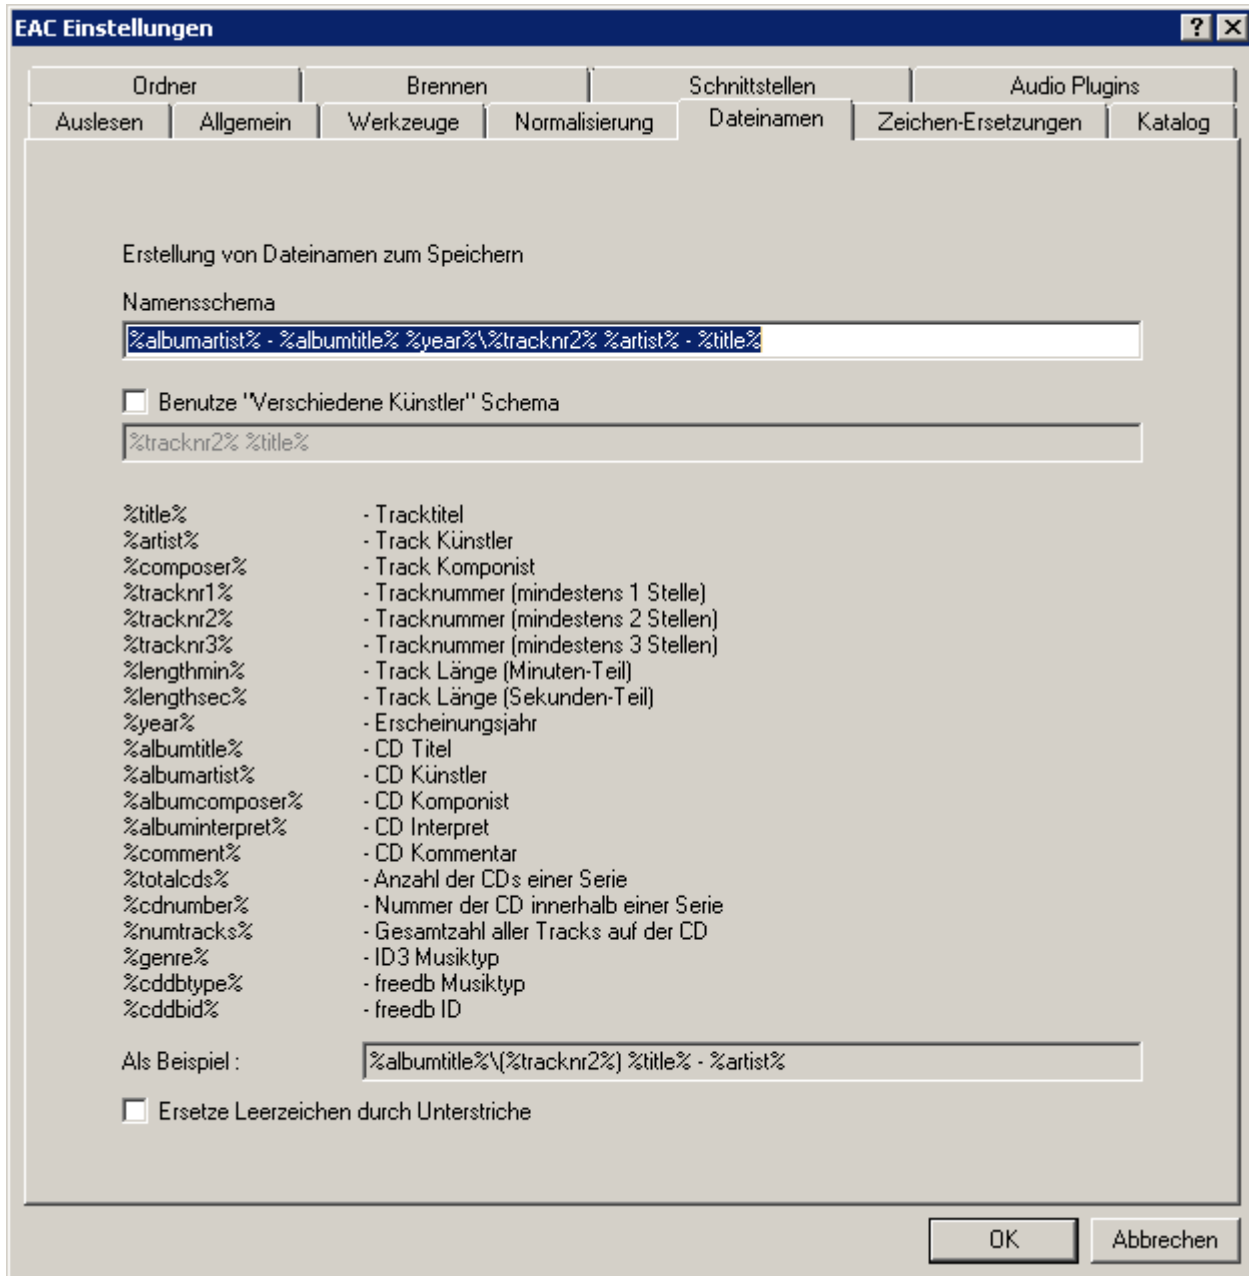 EAC Einstellungen
Ordner Brennen Schnittstellen Audio Plugins
Auslesen Allgemein Werkzeuge Normalisierung Dateinamen Zeichen-Ersetzungen Katalog
Erstellung von Dateinamen zum Speichern
Namensschema
%albumartist% - %albumtitle% %year%\%tracknr2% %artist% - %title%
Benutze "Verschiedene Künstler" Schema
%tracknr2% %title%
%title% - Tracktitel
%artist% - Track Künstler
%composer% - Track Komponist
%tracknr1% - Tracknummer (mindestens 1 Stelle)
%tracknr2% - Tracknummer (mindestens 2 Stellen)
%tracknr3% - Tracknummer (mindestens 3 Stellen)
%lengthmin% - Track Länge (Minuten-Teil)
%lengthsec% - Track Länge (Sekunden-Teil)
%year% - Erscheinungsjahr
%albumtitle% - CD Titel
%albumartist% - CD Künstler
%albumcomposer% - CD Komponist
%albuminterpret% - CD Interpret
%comment% - CD Kommentar
%totalcds% - Anzahl der CDs einer Serie
%cdnumber% - Nummer der CD innerhalb einer Serie
%numtracks% - Gesamtzahl aller Tracks auf der CD
%genre% - ID3 Musiktyp
%cddbtype% - freedb Musiktyp
%cddbid% - freedb ID
Als Beispiel : %albumtitle%\(%tracknr2%) %title% - %artist%
Ersetze Leerzeichen durch Unterstriche
OK Abbrechen